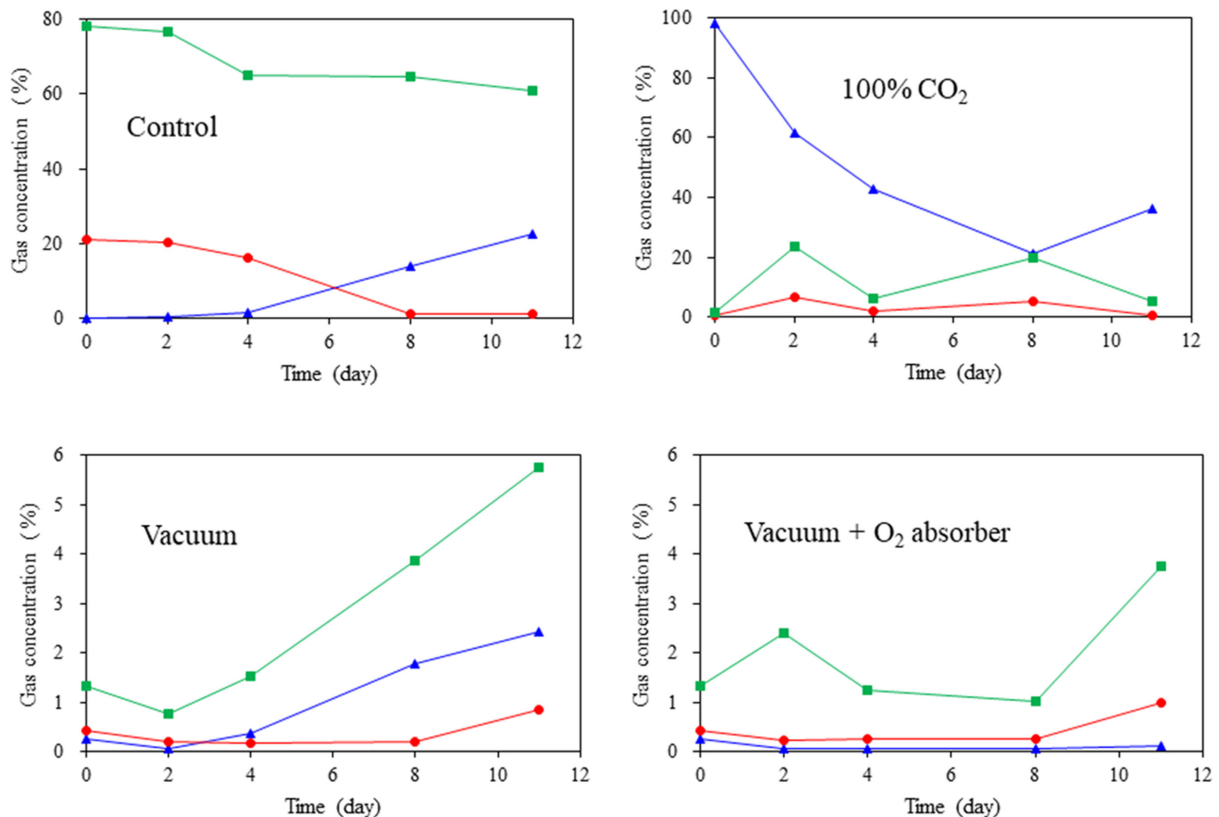 80
60
40
20
0
Gas concentration (%)
Control
0 2 4 6 8 10 12
Time (day)
100
80
60
40
20
0
Gas concentration (%)
100% CO₂
0 2 4 6 8 10 12
Time (day)
6
5
4
3
2
1
0
Gas concentration (%)
Vacuum
0 2 4 6 8 10 12
Time (day)
6
5
4
3
2
1
0
Gas concentration (%)
Vacuum + O₂ absorber
0 2 4 6 8 10 12
Time (day)